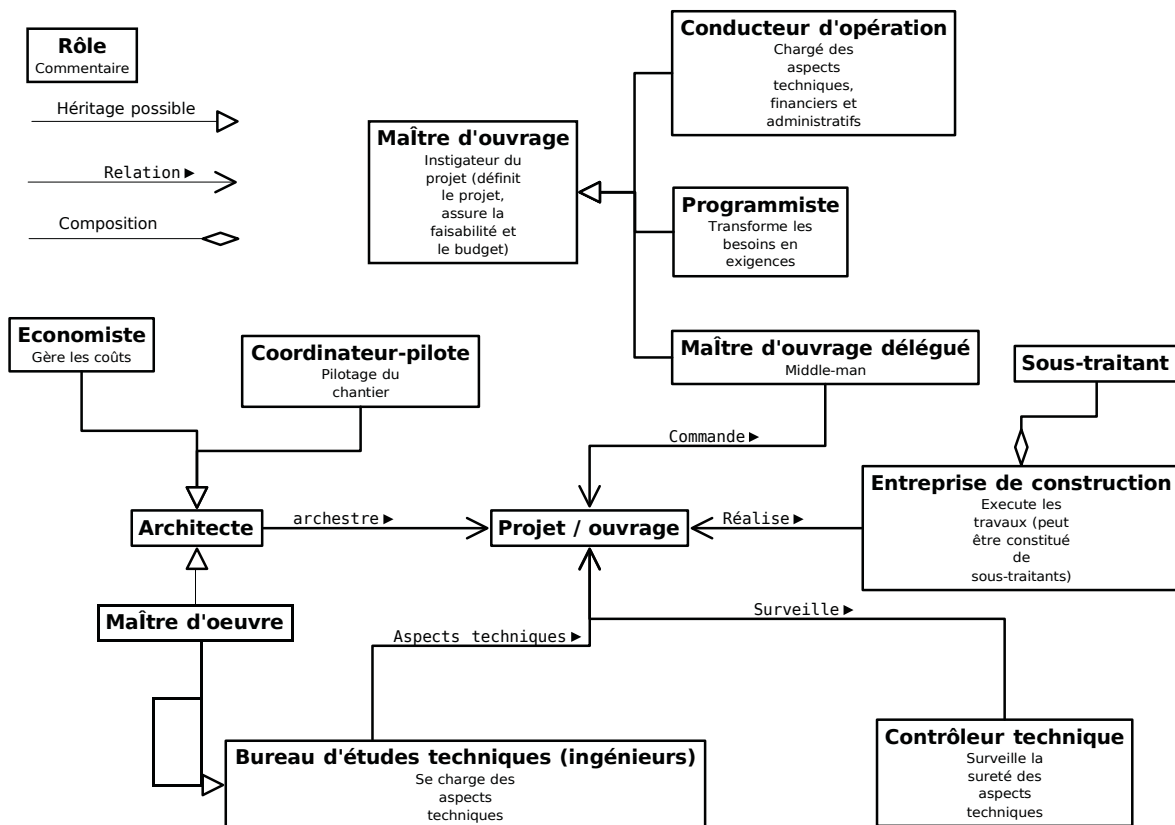 Rôle
Commentaire
Héritage possible
Relation ►
Composition
MaÎtre d'ouvrage
Instigateur du
projet (définit
le projet,
assure la
faisabilité et
le budget)
Conducteur d'opération
Chargé des
aspects
techniques,
financiers et
administratifs
Programmiste
Transforme les
besoins en
exigences
MaÎtre d'ouvrage délégué
Middle-man
Economiste
Gère les coûts
Coordinateur-pilote
Pilotage du
chantier
Sous-traitant
Commande ►
Entreprise de construction
Execute les
travaux (peut
être constitué
de
sous-traitants)
Architecte
archestre ►
Projet / ouvrage
Réalise ►
MaÎtre d'oeuvre
Aspects techniques ►
Surveille ►
Bureau d'études techniques (ingénieurs)
Se charge des
aspects
techniques
Contrôleur technique
Surveille la
sureté des
aspects
techniques